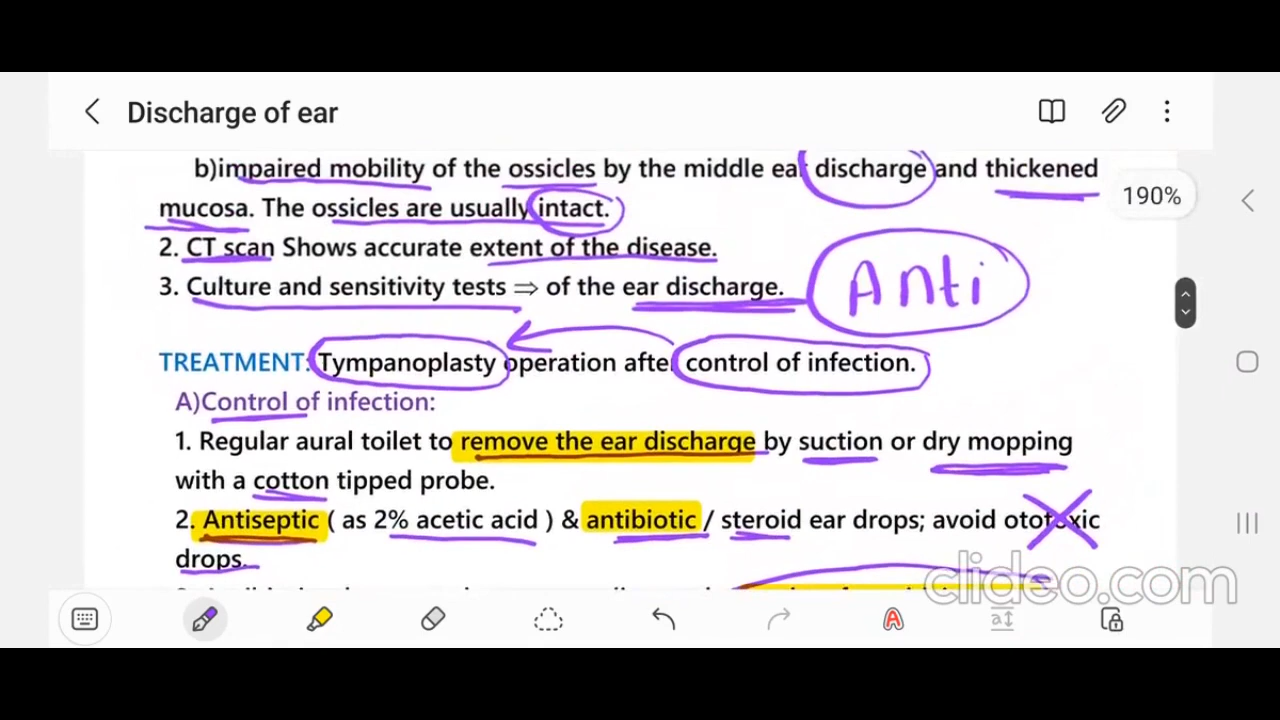 Discharge of ear
b)impaired mobility of the ossicles by the middle ear discharge and thickened
190%
mucosa. The ossicles are usually intact.
2. CT scan Shows accurate extent of the disease.
3. Culture and sensitivity tests ⇒ of the ear discharge.
Anti
TREATMENT: Tympanoplasty operation after control of infection.
A)Control of infection:
1. Regular aural toilet to remove the ear discharge by suction or dry mopping
with a cotton tipped probe.
2. Antiseptic ( as 2% acetic acid ) & antibiotic / steroid ear drops; avoid ototoxic
drops.
clideo.com